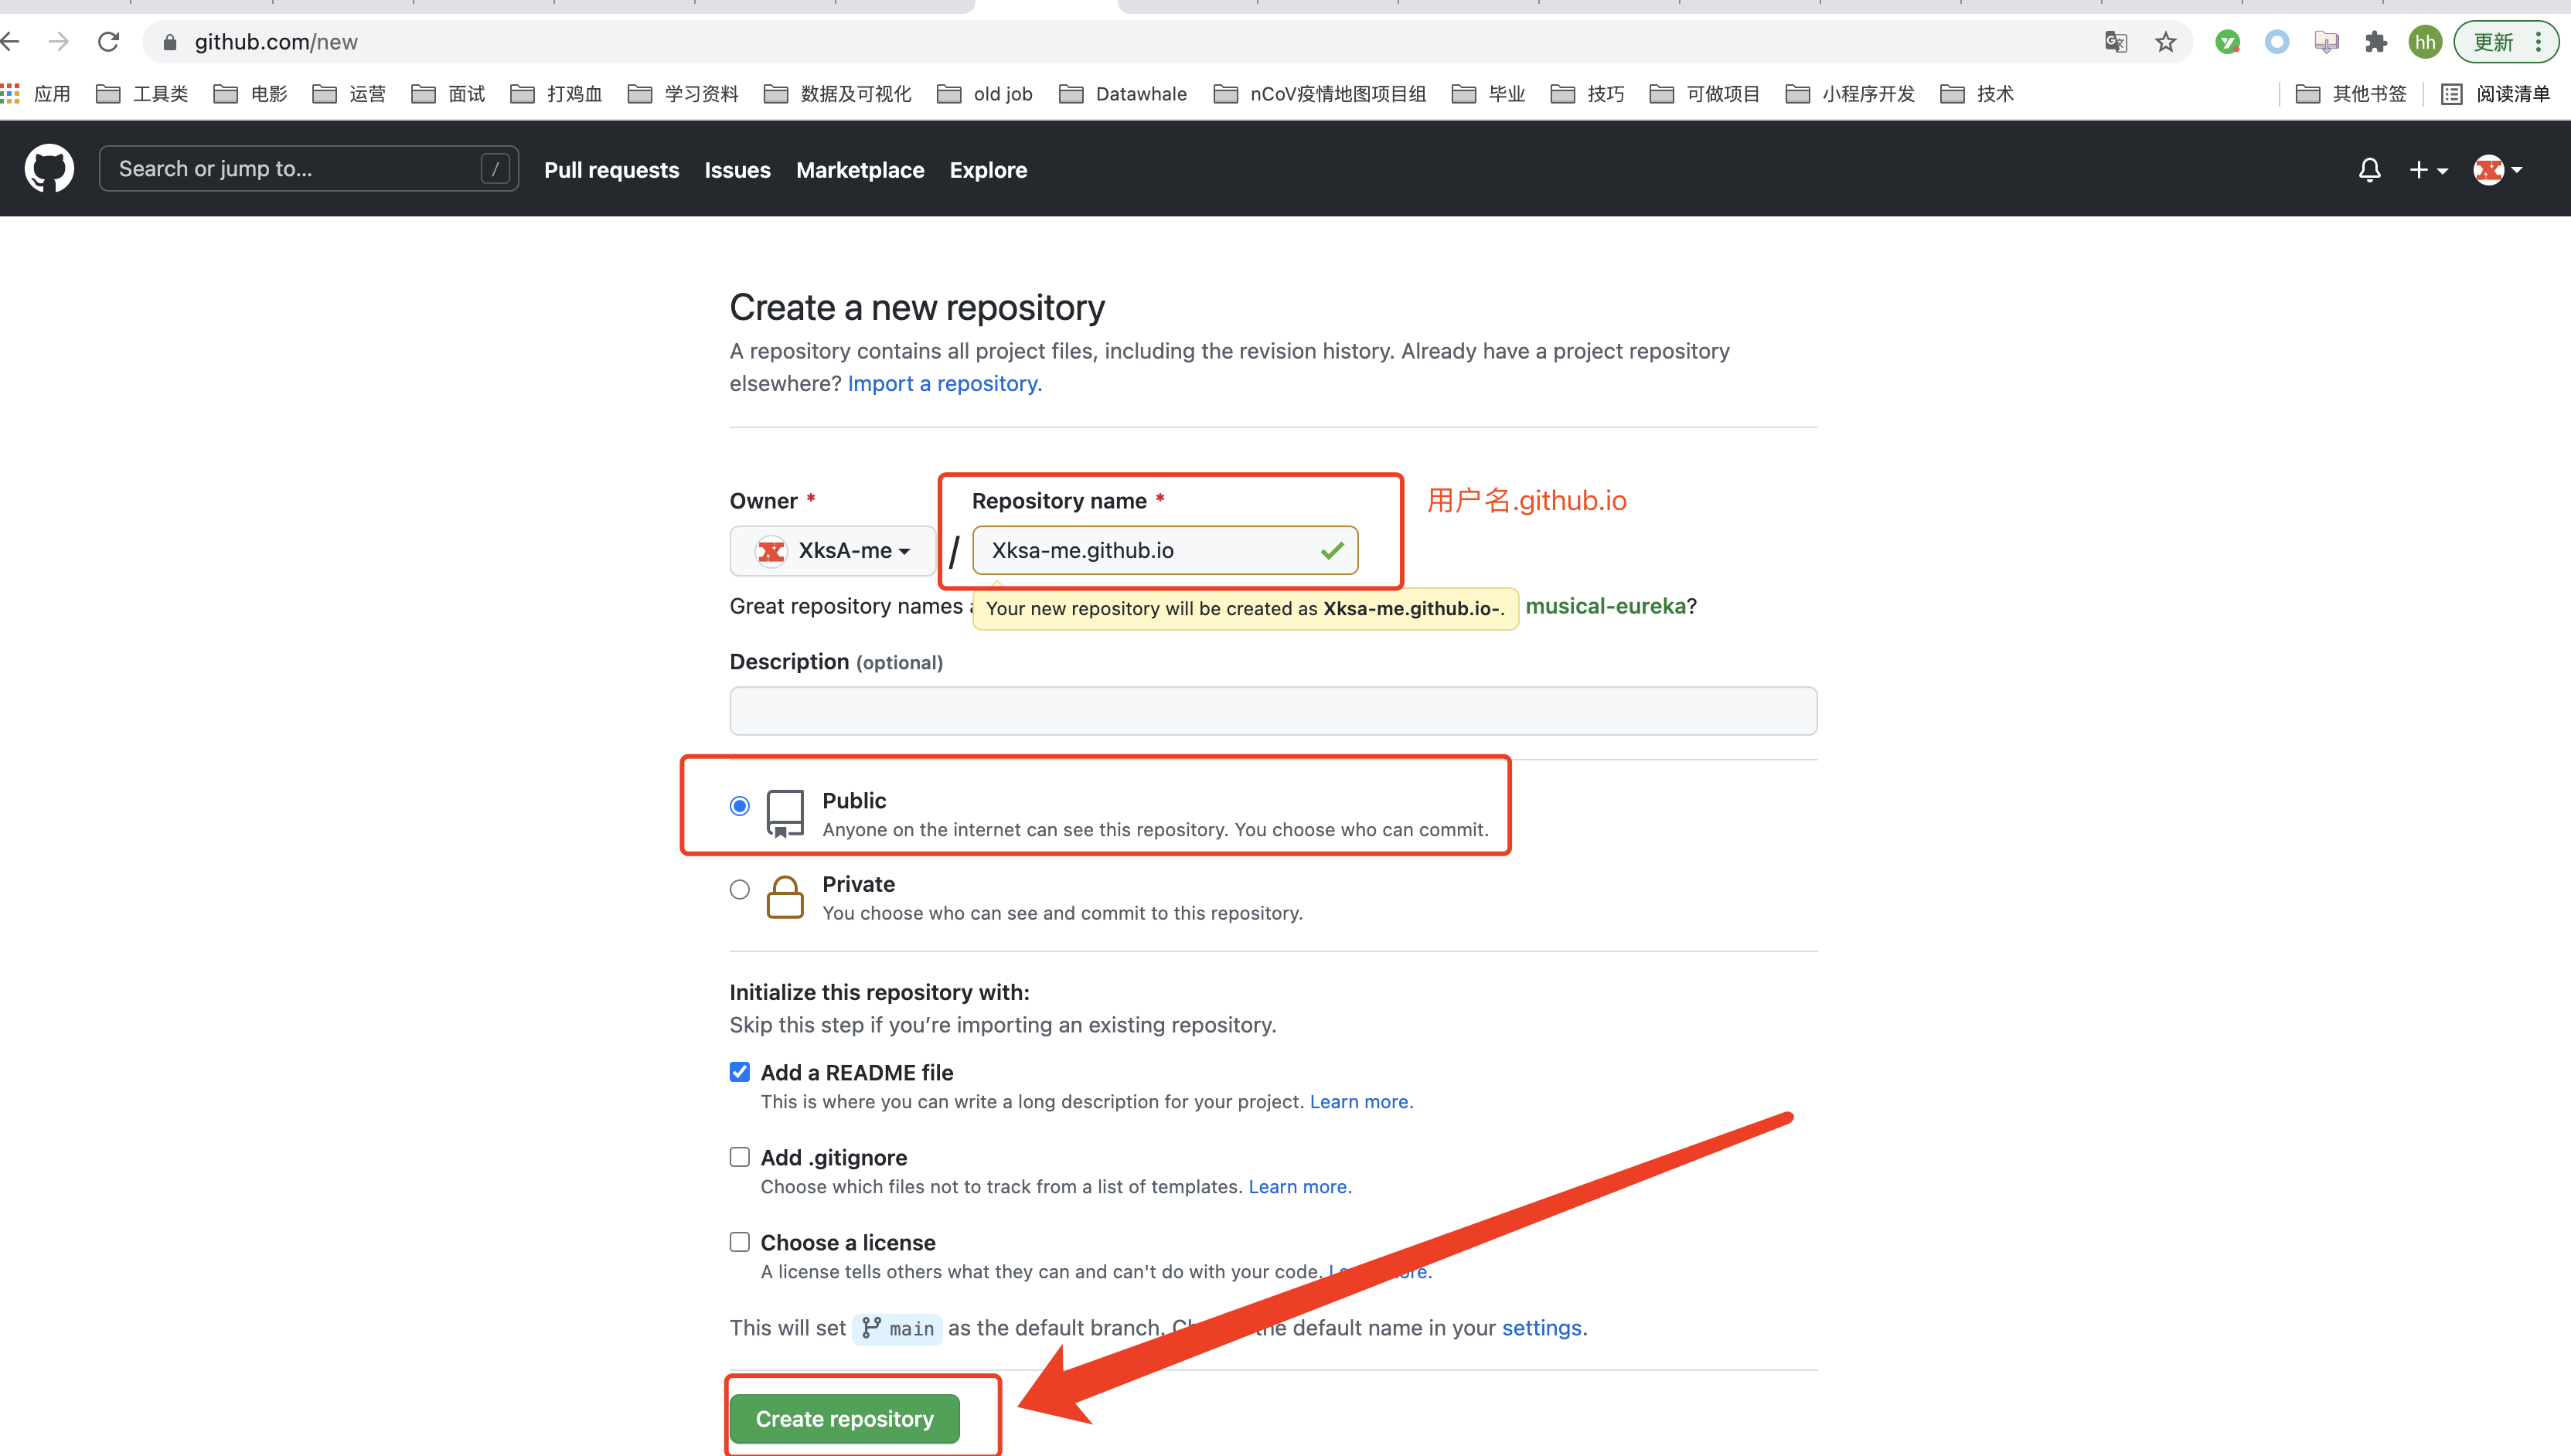 github.com/new
更新
应用 工具类 电影 运营 面试 打鸡血 学习资料 数据及可视化 old job Datawhale nCoV疫情地图项目组 毕业 技巧 可做项目 小程序开发 技术 其他书签 阅读清单
hh
Search or jump to... / Pull requests Issues Marketplace Explore
Create a new repository
A repository contains all project files, including the revision history. Already have a project repository
elsewhere? Import a repository.
Owner * Repository name * 用户名.github.io
XksA-me / Xksa-me.github.io
Great repository names musical-eureka?
Your new repository will be created as Xksa-me.github.io-.
Description (optional)
Public
Anyone on the internet can see this repository. You choose who can commit.
Private
You choose who can see and commit to this repository.
Initialize this repository with:
Skip this step if you’re importing an existing repository.
Add a README file
This is where you can write a long description for your project. Learn more.
Add .gitignore
Choose which files not to track from a list of templates. Learn more.
Choose a license
A license tells others what they can and can't do with your code.
This will set main as the default branch. default name in your settings.
Create repository